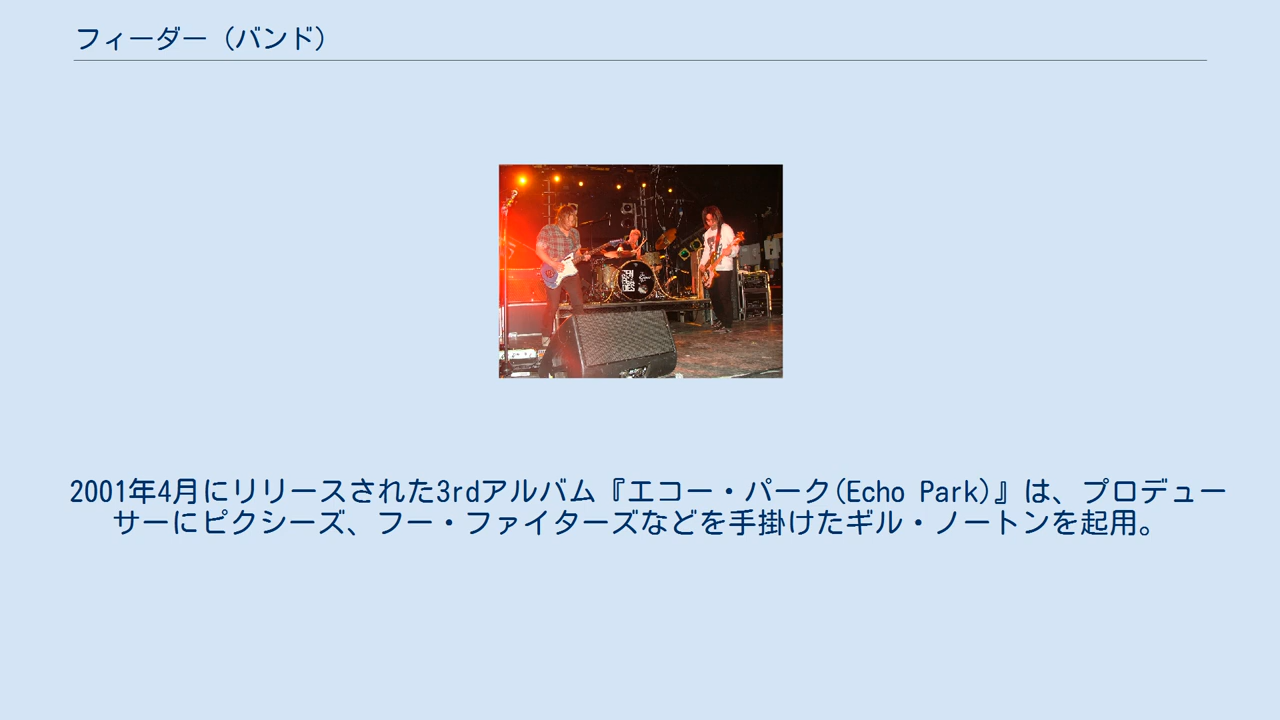 フィーダー（バンド）
2001年4月にリリースされた3rdアルバム『エコー・パーク(Echo Park)』は、プロデュー
サーにピクシーズ、フー・ファイターズなどを手掛けたギル・ノートンを起用。